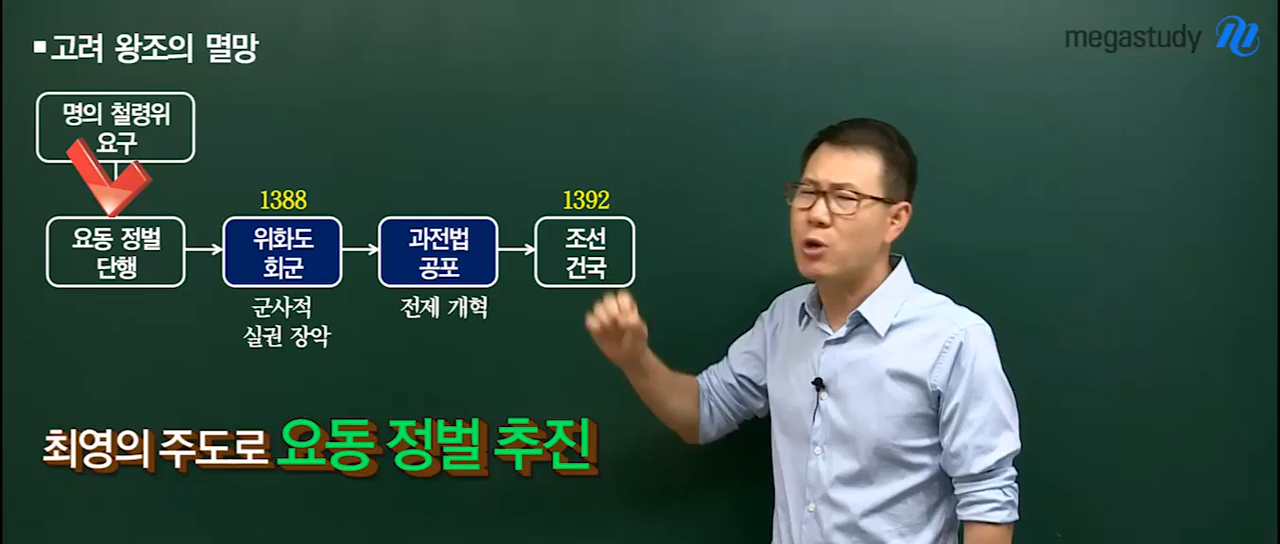 ▪고려 왕조의 멸망
megastudy
명의 철령위
요구
1388
1392
요동 정벌
단행
위화도
회군
과전법
공포
조선
건국
군사적
실권 장악
전제 개혁
최영의 주도로 요동 정벌 추진